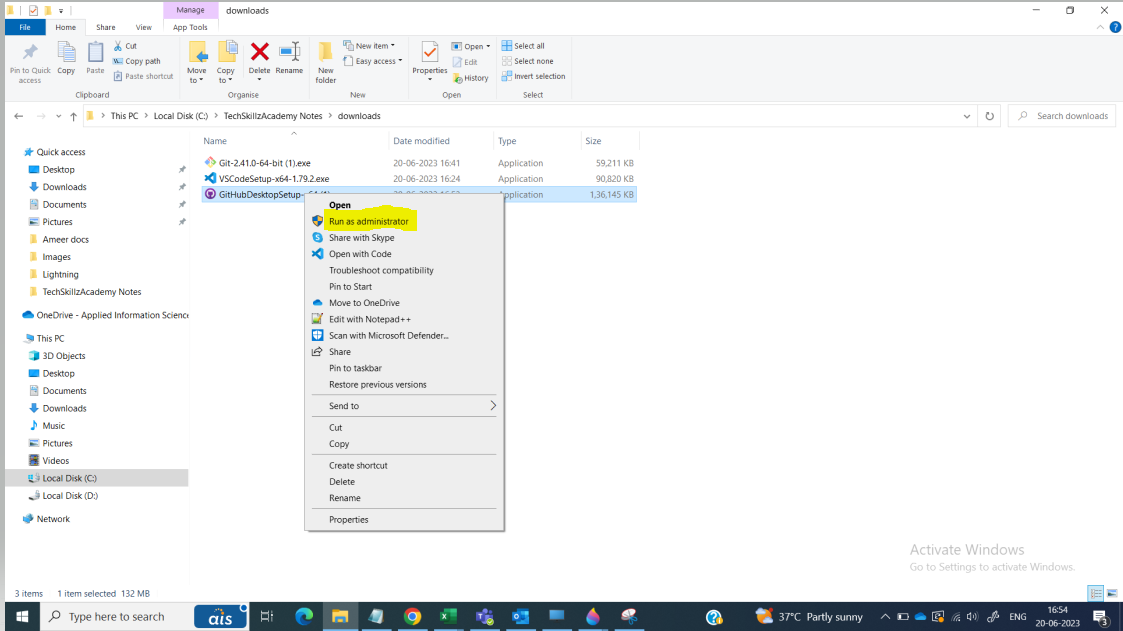 Manage
downloads
File
Home
Share
View
App Tools
Pin to Quick access
Copy
Paste
Cut
Copy path
Paste shortcut
Move to
Copy to
Delete
Rename
New folder
New item
Easy access
Properties
Open
Edit
History
Select all
Select none
Invert selection
Clipboard
Organise
New
Open
Select
This PC > Local Disk (C:) > TechSkillzAcademy Notes > downloads
Search downloads
Name Date modified Type Size
Quick access
Desktop
Downloads
Documents
Pictures
Ameer docs
Images
Lightning
TechSkillzAcademy Notes
OneDrive - Applied Information Science
This PC
3D Objects
Desktop
Documents
Downloads
Music
Pictures
Videos
Local Disk (C:)
Local Disk (D:)
Network
Git-2.41.0-64-bit (1).exe 20-06-2023 16:41 Application 59,211 KB
VSCodeSetup-x64-1.79.2.exe 20-06-2023 16:24 Application 90,820 KB
GitHubDesktopSetup- pplication 1,36,145 KB
Open
Run as administrator
Share with Skype
Open with Code
Troubleshoot compatibility
Pin to Start
Move to OneDrive
Edit with Notepad++
Scan with Microsoft Defender...
Share
Pin to taskbar
Restore previous versions
Send to
Cut
Copy
Create shortcut
Delete
Rename
Properties
Activate Windows
Go to Settings to activate Windows.
3 items 1 item selected 132 MB
Type here to search
ais
37°C Partly sunny
ENG
16:54
20-06-2023
3